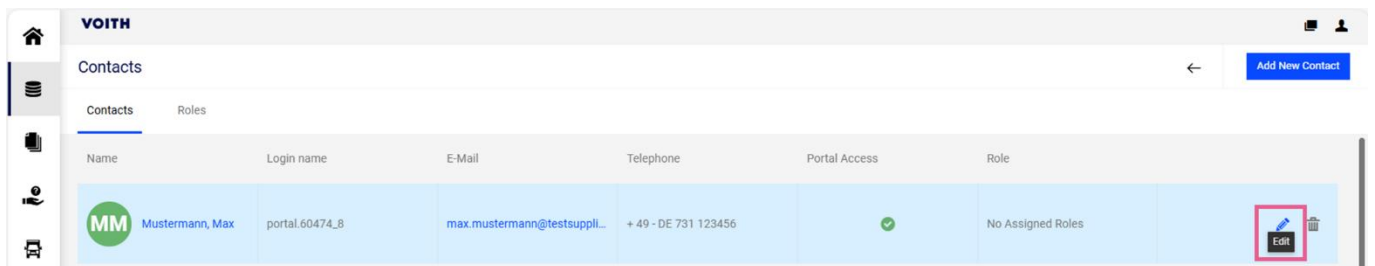 VOITH
Contacts
Add New Contact
Contacts Roles
Name Login name E-Mail Telephone Portal Access Role
MM Mustermann, Max portal.60474_8 max.mustermann@testsuppli... + 49 - DE 731 123456 No Assigned Roles
Edit